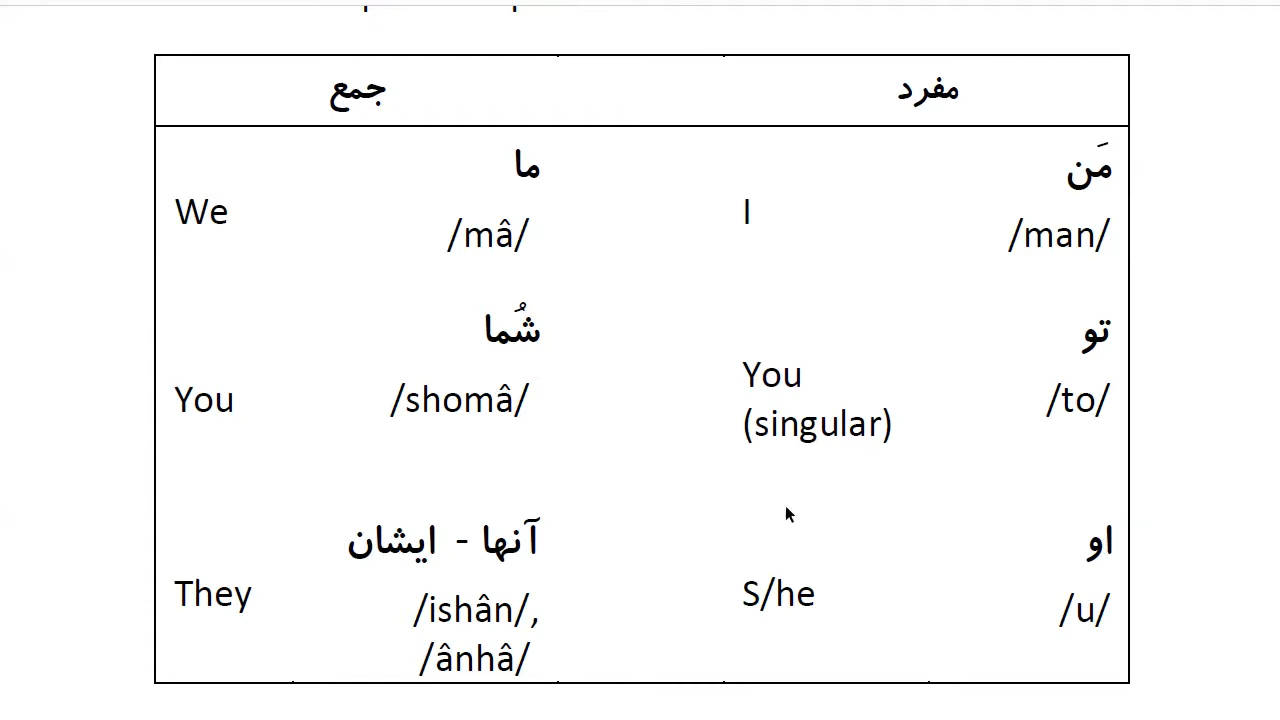 مفرد
جمع
مَن
/man/
I
ما
/mâ/
We
تو
/to/
You
(singular)
شُما
/shomâ/
You
او
/u/
S/he
آنها - ایشان
/ishân/,
/ânhâ/
They